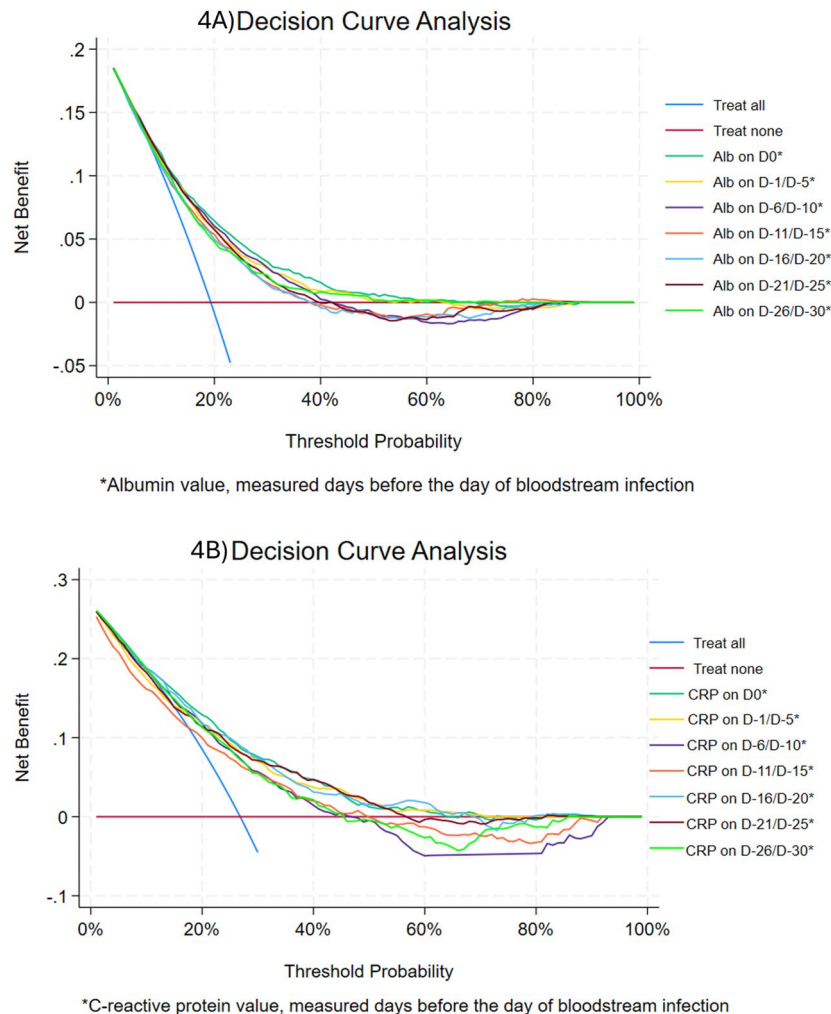 4A) Decision Curve Analysis
.2
.15
.1
.05
0
-.05
Net Benefit
0%
20%
40%
60%
80%
100%
Threshold Probability
Treat all
Treat none
Alb on D0*
Alb on D-1/D-5*
Alb on D-6/D-10*
Alb on D-11/D-15*
Alb on D-16/D-20*
Alb on D-21/D-25*
Alb on D-26/D-30*
*Albumin value, measured days before the day of bloodstream infection
4B) Decision Curve Analysis
.3
.2
.1
0
-.1
Net Benefit
0%
20%
40%
60%
80%
100%
Threshold Probability
Treat all
Treat none
CRP on D0*
CRP on D-1/D-5*
CRP on D-6/D-10*
CRP on D-11/D-15*
CRP on D-16/D-20*
CRP on D-21/D-25*
CRP on D-26/D-30*
*C-reactive protein value, measured days before the day of bloodstream infection